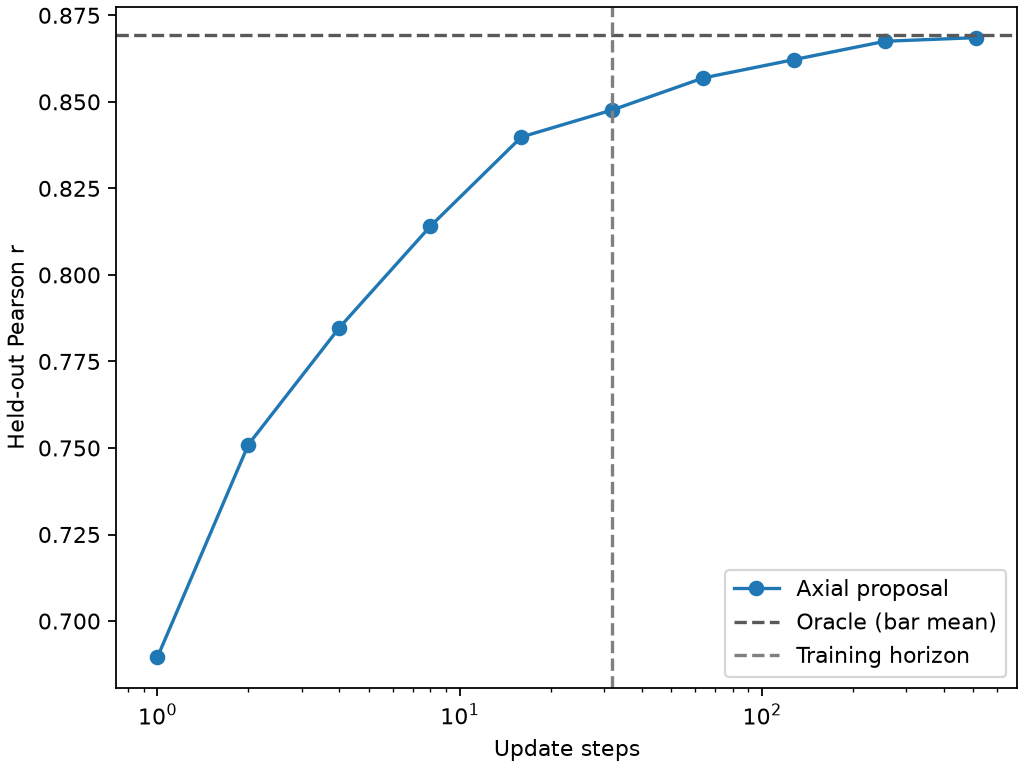 0.875
0.850
0.825
0.800
0.775
0.750
0.725
0.700
Held-out Pearson r
10⁰
10¹
10²
Update steps
Axial proposal
Oracle (bar mean)
Training horizon